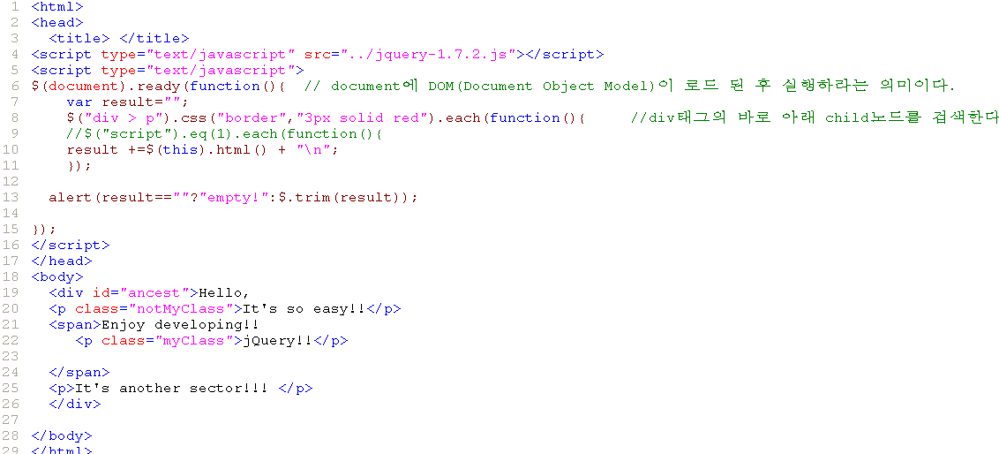 1 <html>
2 <head>
3   <title> </title>
4 <script type="text/javascript" src="../jquery-1.7.2.js"></script>
5 <script type="text/javascript">
6 $(document).ready(function(){  // document에 DOM(Document Object Model)이 로드 된 후 실행하라는 의미이다.
7     var result="";
8     $("div > p").css("border","3px solid red").each(function(){     //div태그의 바로 아래 child노드를 검색한다
9     //$("script").eq(1).each(function(){
10     result +=$(this).html() + "\n";
11     });
12
13   alert(result==""?"empty!":$.trim(result));
14
15 });
16 </script>
17 </head>
18 <body>
19   <div id="ancest">Hello,
20   <p class="notMyClass">It's so easy!!</p>
21   <span>Enjoy developing!!
22      <p class="myClass">jQuery!!</p>
23
24   </span>
25   <p>It's another sector!!! </p>
26   </div>
27
28 </body>
29 </html>